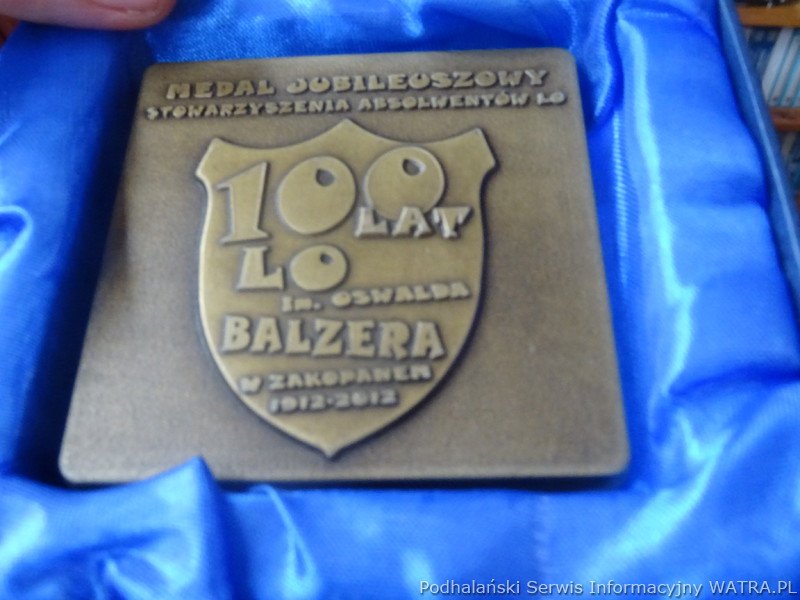 MEDAL JUBILEUSZOWY
STOWARZYSZENIA ABSOLWENTÓW LO
100
LAT
LO
IM. OSWALDA
BALZERA
W ZAKOPANEM
1912-2012
Podhalański Serwis Informacyjny WATRA.PL